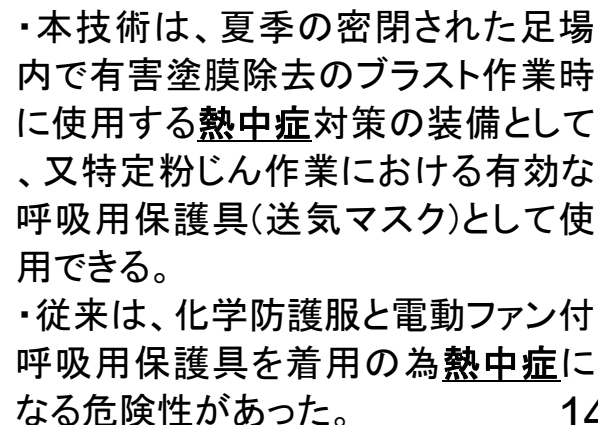 ・本技術は、夏季の密閉された足場
内で有害塗膜除去のブラスト作業時
に使用する熱中症対策の装備として
、又特定粉じん作業における有効な
呼吸用保護具(送気マスク)として使
用できる。
・従来は、化学防護服と電動ファン付
呼吸用保護具を着用の為熱中症に
なる危険性があった。
14